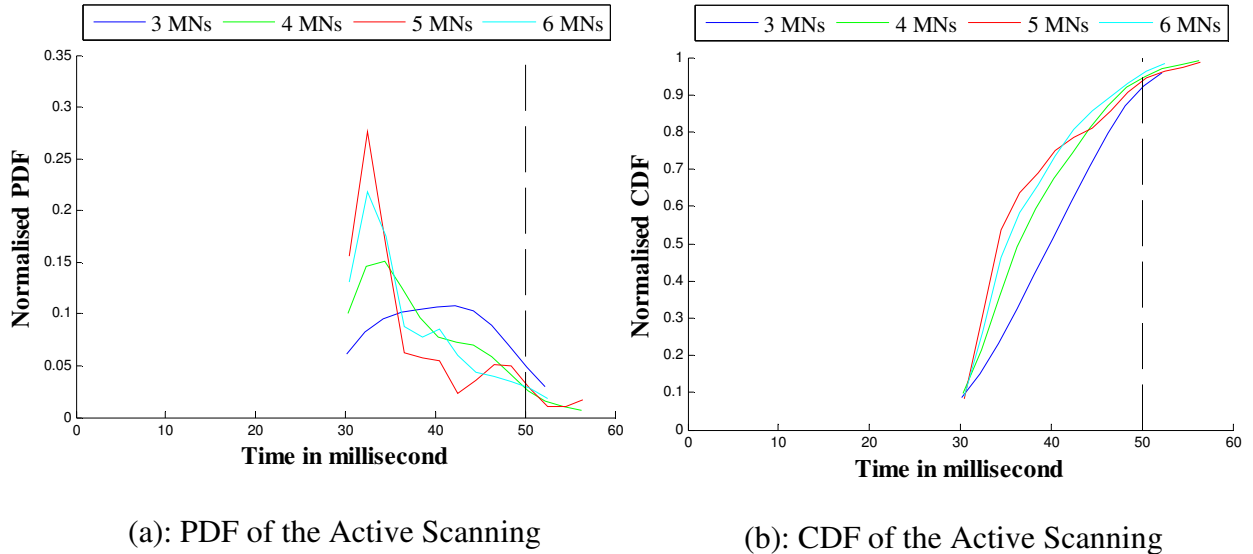 3 MNs 4 MNs 5 MNs 6 MNs
0.35
0.3
0.25
0.2
0.15
0.1
0.05
0
Normalised PDF
0 10 20 30 40 50 60
Time in millisecond
(a): PDF of the Active Scanning
3 MNs 4 MNs 5 MNs 6 MNs
1
0.9
0.8
0.7
0.6
0.5
0.4
0.3
0.2
0.1
0
Normalised CDF
0 10 20 30 40 50 60
Time in millisecond
(b): CDF of the Active Scanning